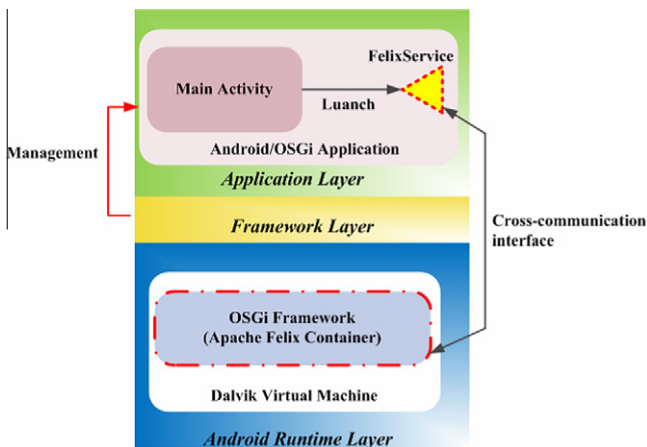 FelixService
Main Activity
Luanch
Management
Android/OSGi Application
Application Layer
Cross-communication
interface
Framework Layer
OSGi Framework
(Apache Felix Container)
Dalvik Virtual Machine
Android Runtime Layer